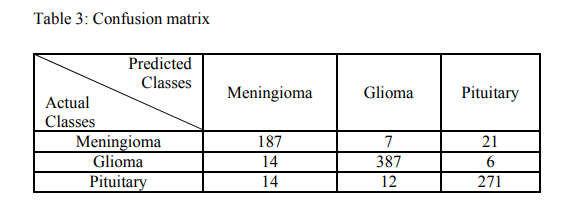 Table 3: Confusion matrix
Predicted
Classes
Actual
Classes
Meningioma Glioma Pituitary
Meningioma 187 7 21
Glioma 14 387 6
Pituitary 14 12 271